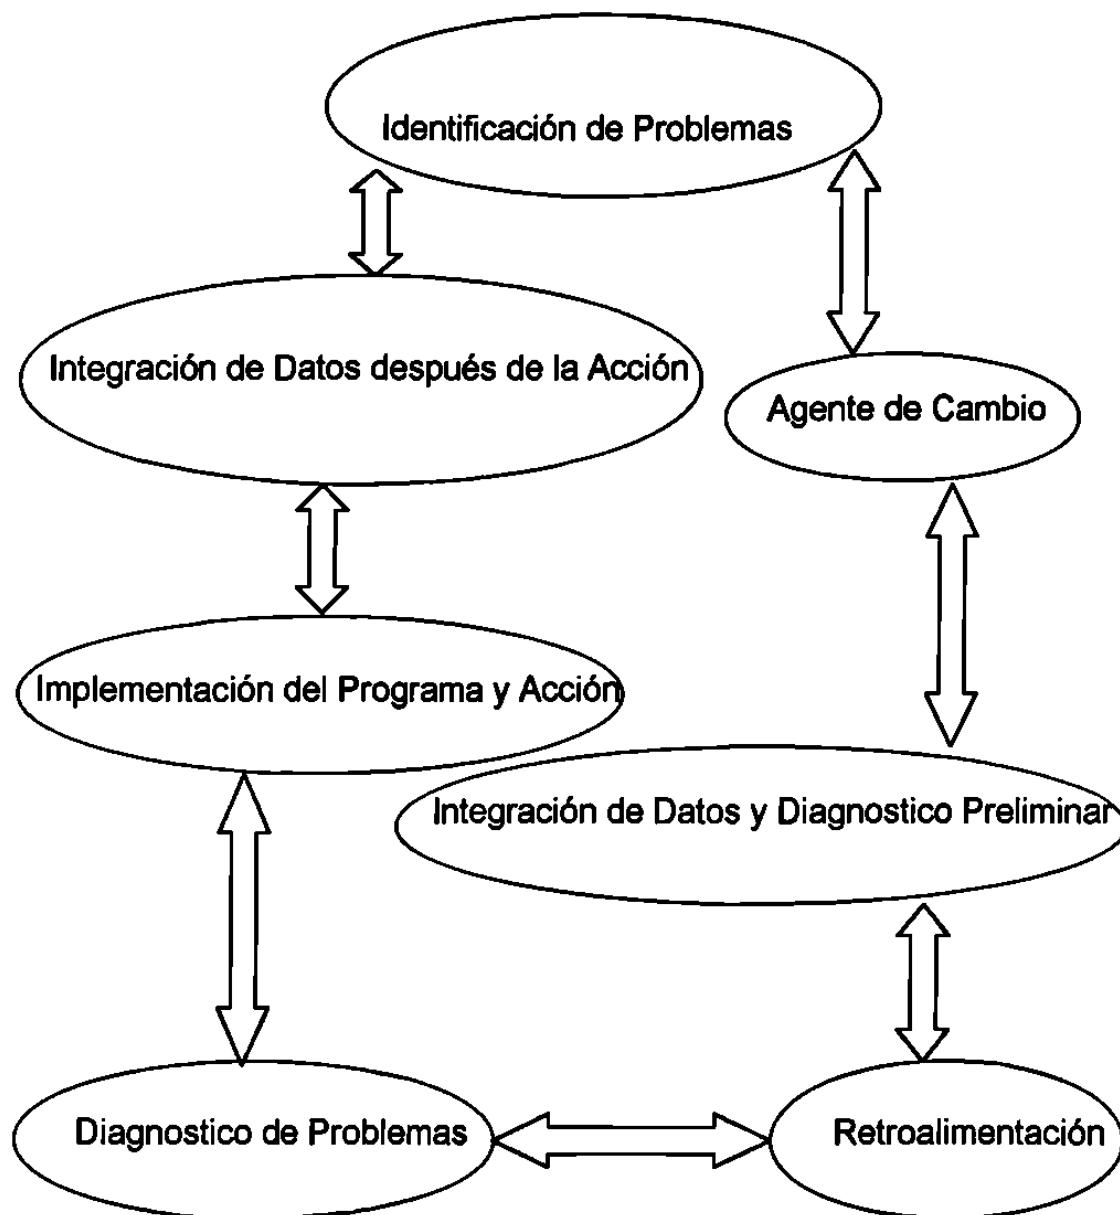 Identificación de Problemas
Integración de Datos después de la Acción
Agente de Cambio
Implementación del Programa y Acción
Integración de Datos y Diagnostico Preliminar
Diagnostico de Problemas
Retroalimentación